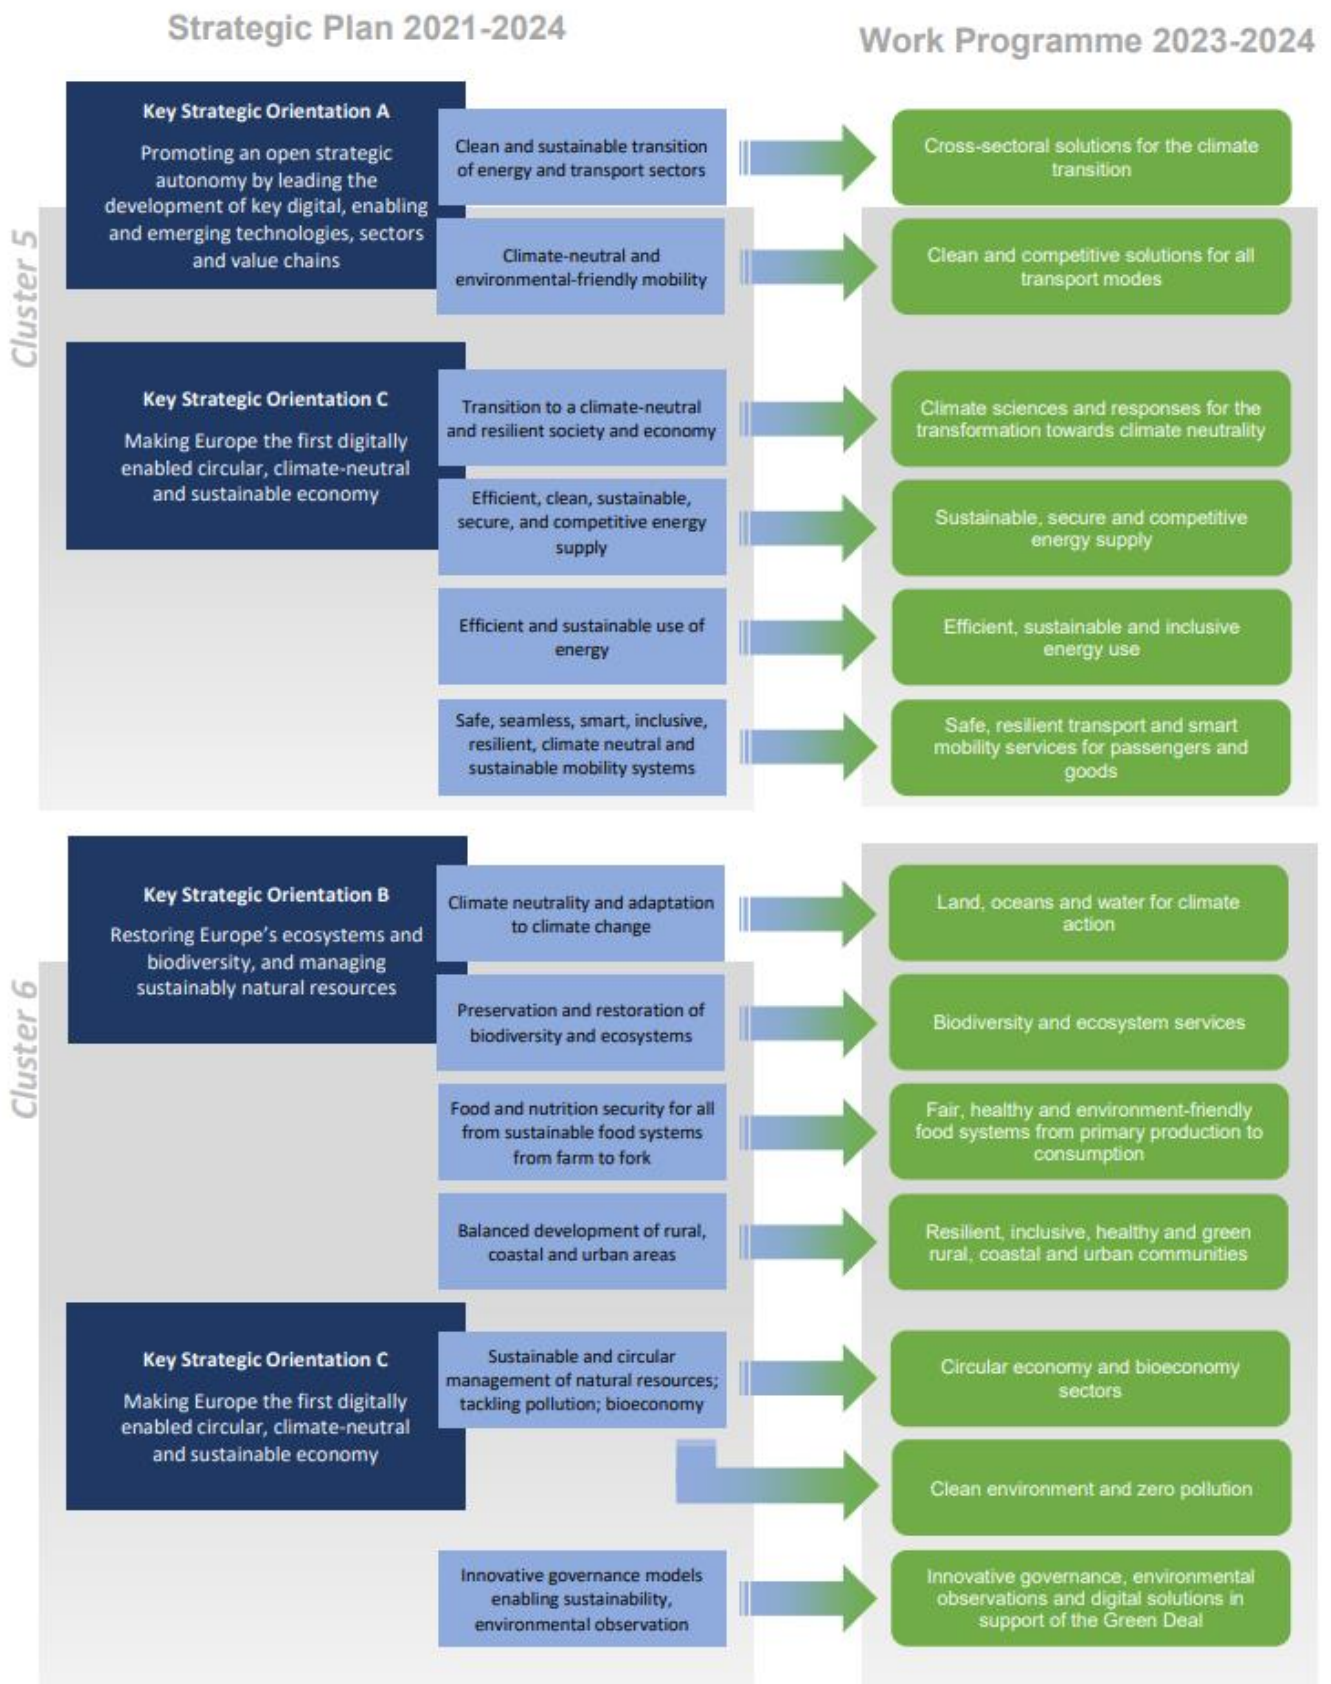 Strategic Plan 2021-2024
Work Programme 2023-2024
Cluster 5
Key Strategic Orientation A
Promoting an open strategic
autonomy by leading the
development of key digital, enabling
and emerging technologies, sectors
and value chains
Clean and sustainable transition
of energy and transport sectors
Cross-sectoral solutions for the climate
transition
Climate-neutral and
environmental-friendly mobility
Clean and competitive solutions for all
transport modes
Key Strategic Orientation C
Making Europe the first digitally
enabled circular, climate-neutral
and sustainable economy
Transition to a climate-neutral
and resilient society and economy
Climate sciences and responses for the
transformation towards climate neutrality
Efficient, clean, sustainable,
secure, and competitive energy
supply
Sustainable, secure and competitive
energy supply
Efficient and sustainable use of
energy
Efficient, sustainable and inclusive
energy use
Safe, seamless, smart, inclusive,
resilient, climate neutral and
sustainable mobility systems
Safe, resilient transport and smart
mobility services for passengers and
goods
Cluster 6
Key Strategic Orientation B
Restoring Europe's ecosystems and
biodiversity, and managing
sustainably natural resources
Climate neutrality and adaptation
to climate change
Land, oceans and water for climate
action
Preservation and restoration of
biodiversity and ecosystems
Biodiversity and ecosystem services
Food and nutrition security for all
from sustainable food systems
from farm to fork
Fair, healthy and environment-friendly
food systems from primary production to
consumption
Balanced development of rural,
coastal and urban areas
Resilient, inclusive, healthy and green
rural, coastal and urban communities
Key Strategic Orientation C
Making Europe the first digitally
enabled circular, climate-neutral
and sustainable economy
Sustainable and circular
management of natural resources;
tackling pollution; bioeconomy
Circular economy and bioeconomy
sectors
Clean environment and zero pollution
Innovative governance models
enabling sustainability,
environmental observation
Innovative governance, environmental
observations and digital solutions in
support of the Green Deal